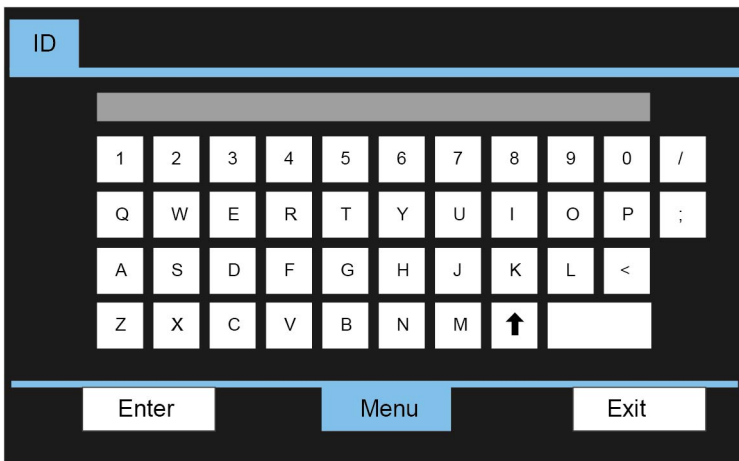 ID
1 2 3 4 5 6 7 8 9 0 /
Q W E R T Y U I O P ;
A S D F G H J K L <
Z X C V B N M
Enter Menu Exit